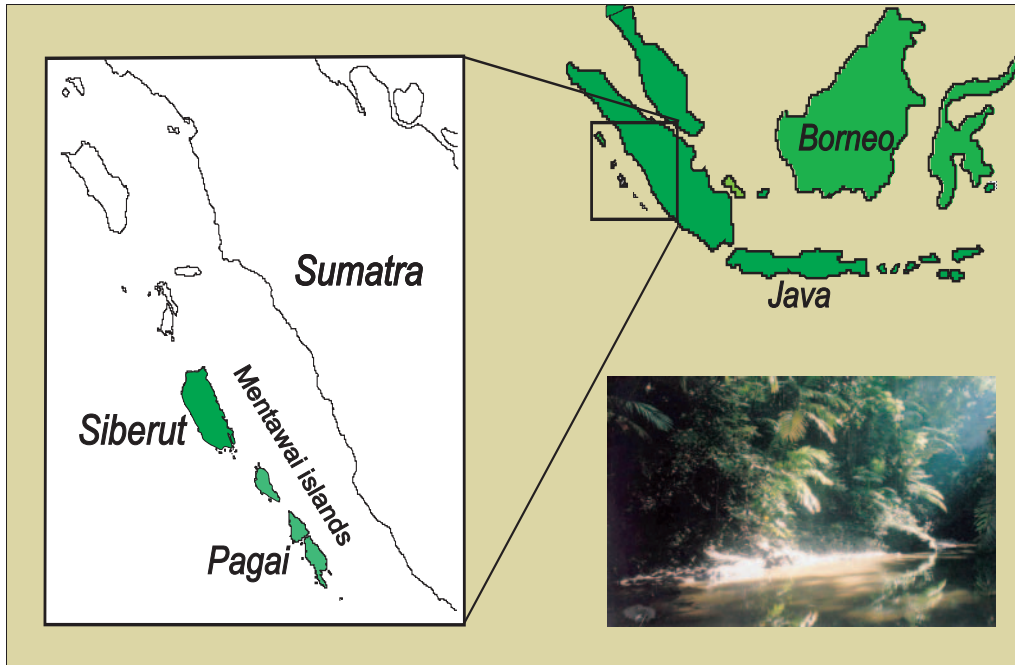 Borneo
Sumatra
Java
Mentawai islands
Siberut
Pagai